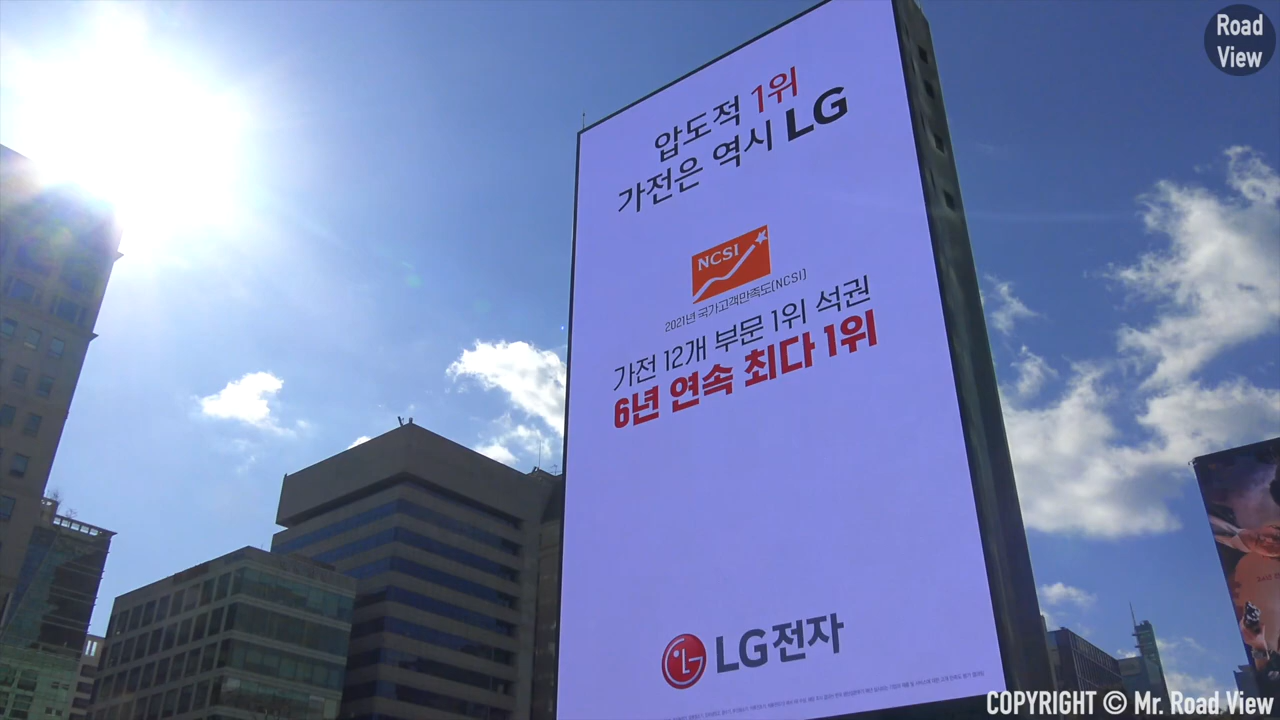 Road
View
압도적 1위
가전은 역시 LG
NCSI
2021년 국가고객만족도(NCSI)
가전 12개 부문 1위 석권
6년 연속 최다 1위
LG
LG전자
COPYRIGHT © Mr. Road View